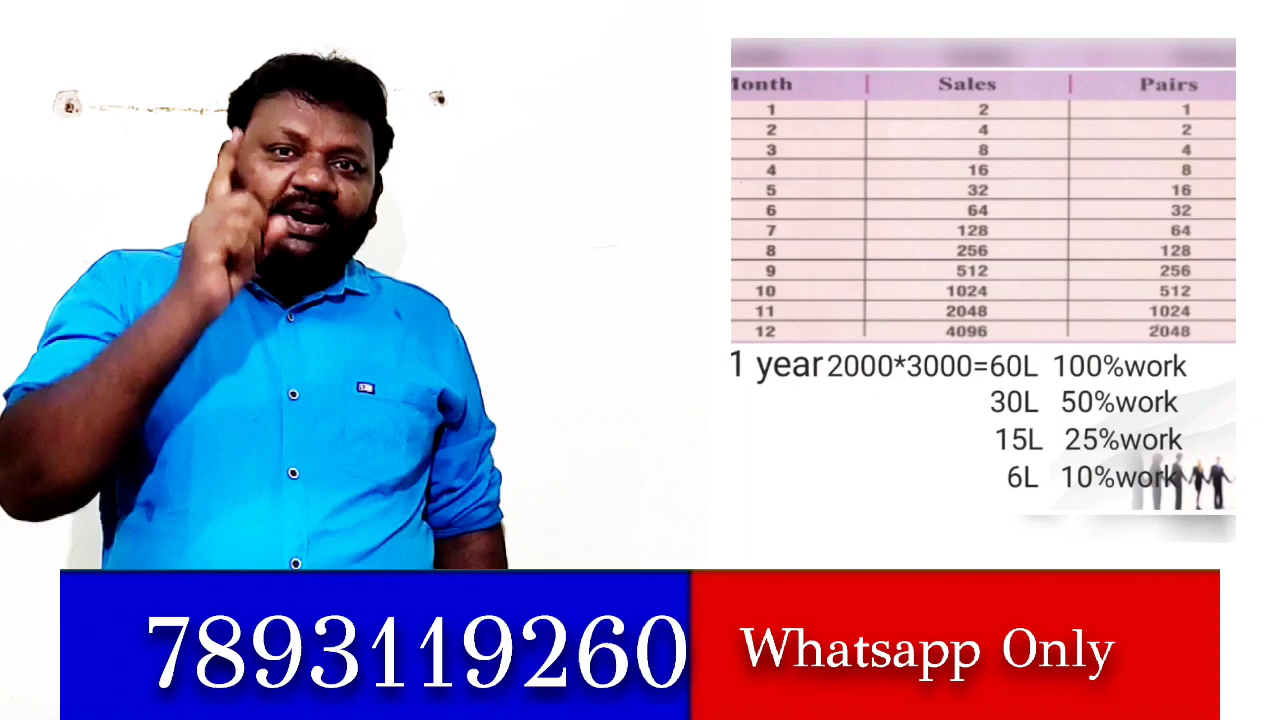 Month Sales Pairs
1 2 1
2 4 2
3 8 4
4 16 8
5 32 16
6 64 32
7 128 64
8 256 128
9 512 256
10 1024 512
11 2048 1024
12 4096 2048
1 year 2000*3000=60L 100%work
30L 50%work
15L 25%work
6L 10%work
7893119260 Whatsapp Only